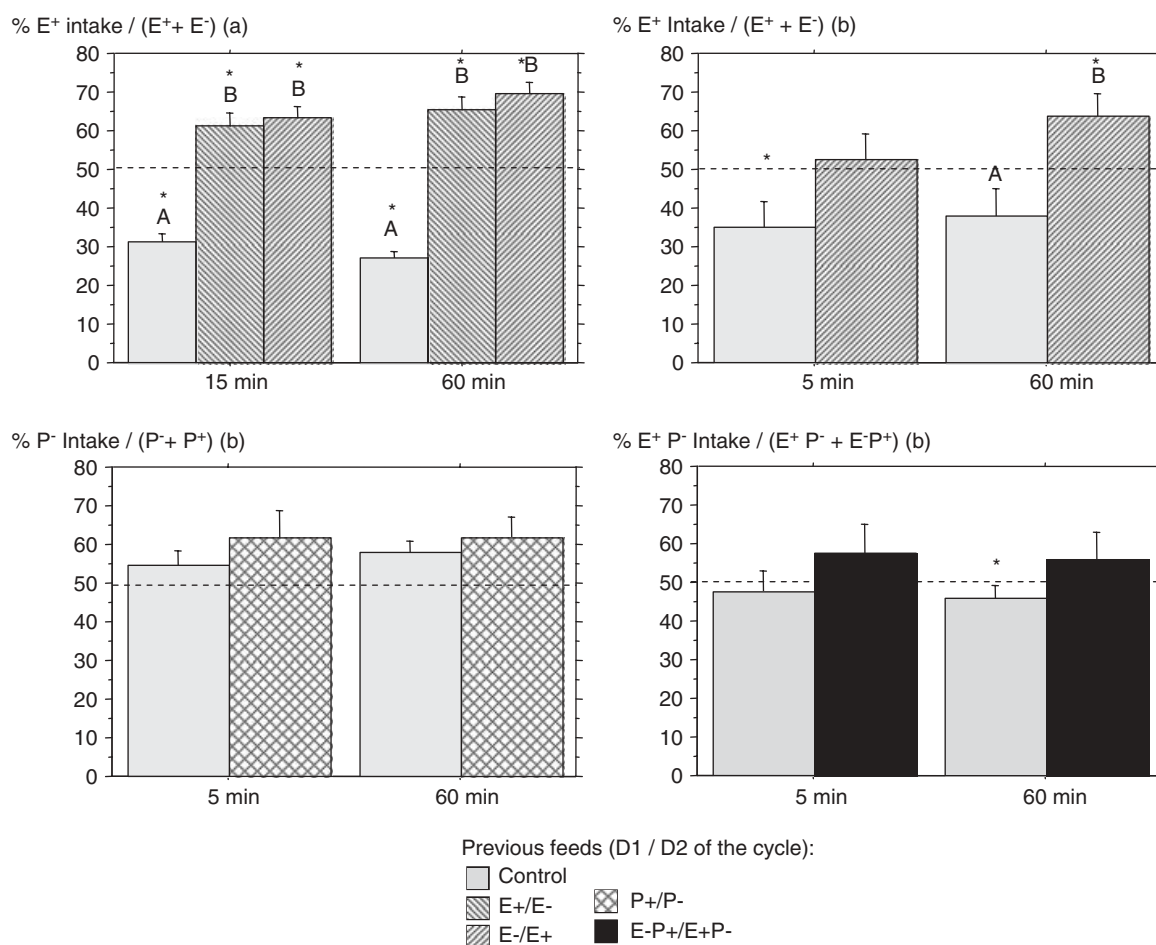 % E⁺ intake / (E⁺+ E⁻) (a)
80
70
60
50
40
30
20
10
0
* A
* B
* B
* A
* B
*B
15 min
60 min
% E⁺ Intake / (E⁺ + E⁻) (b)
80
70
60
50
40
30
20
10
0
*
A
* B
5 min
60 min
% P⁻ Intake / (P⁻+ P⁺) (b)
80
70
60
50
40
30
20
10
0
5 min
60 min
% E⁺ P⁻ Intake / (E⁺ P⁻ + E⁻P⁺) (b)
80
70
60
50
40
30
20
10
0
*
5 min
60 min
Previous feeds (D1 / D2 of the cycle):
Control
E+/E-
E-/E+
P+/P-
E-P+/E+P-